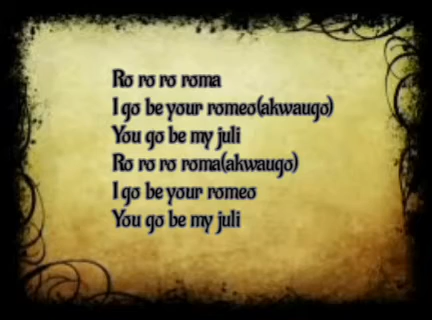 Ro ro ro roma
I go be your romeo(akwaugo)
You go be my juli
Ro ro ro roma(akwaugo)
I go be your romeo
You go be my juli